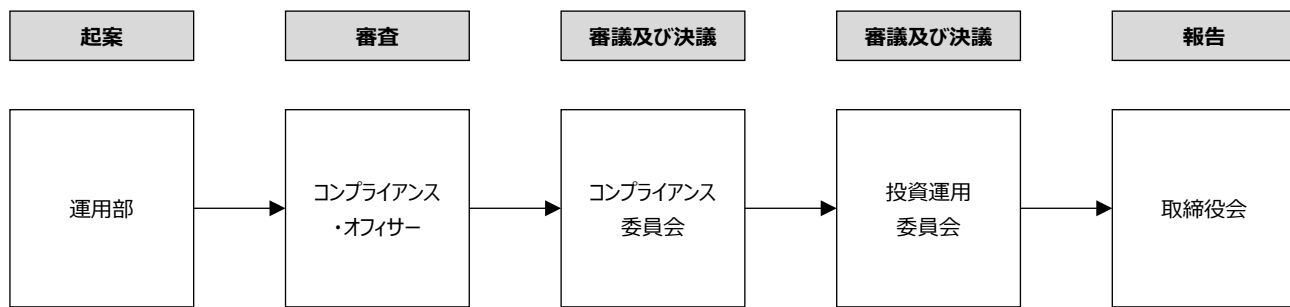 起案
審査
審議及び決議
審議及び決議
報告
運用部
コンプライアンス
・オフィサー
コンプライアンス
委員会
投資運用
委員会
取締役会